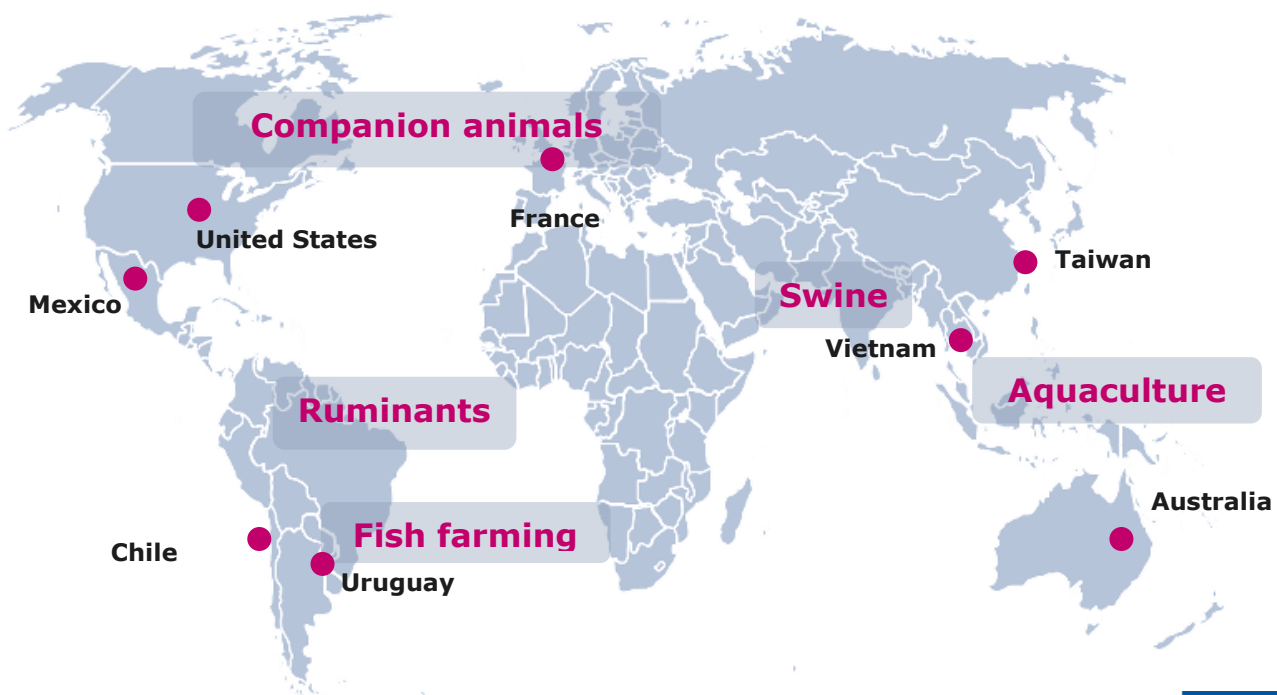 Companion animals
France
United States
Taiwan
Swine
Mexico
Vietnam
Aquaculture
Ruminants
Australia
Fish farming
Chile
Uruguay